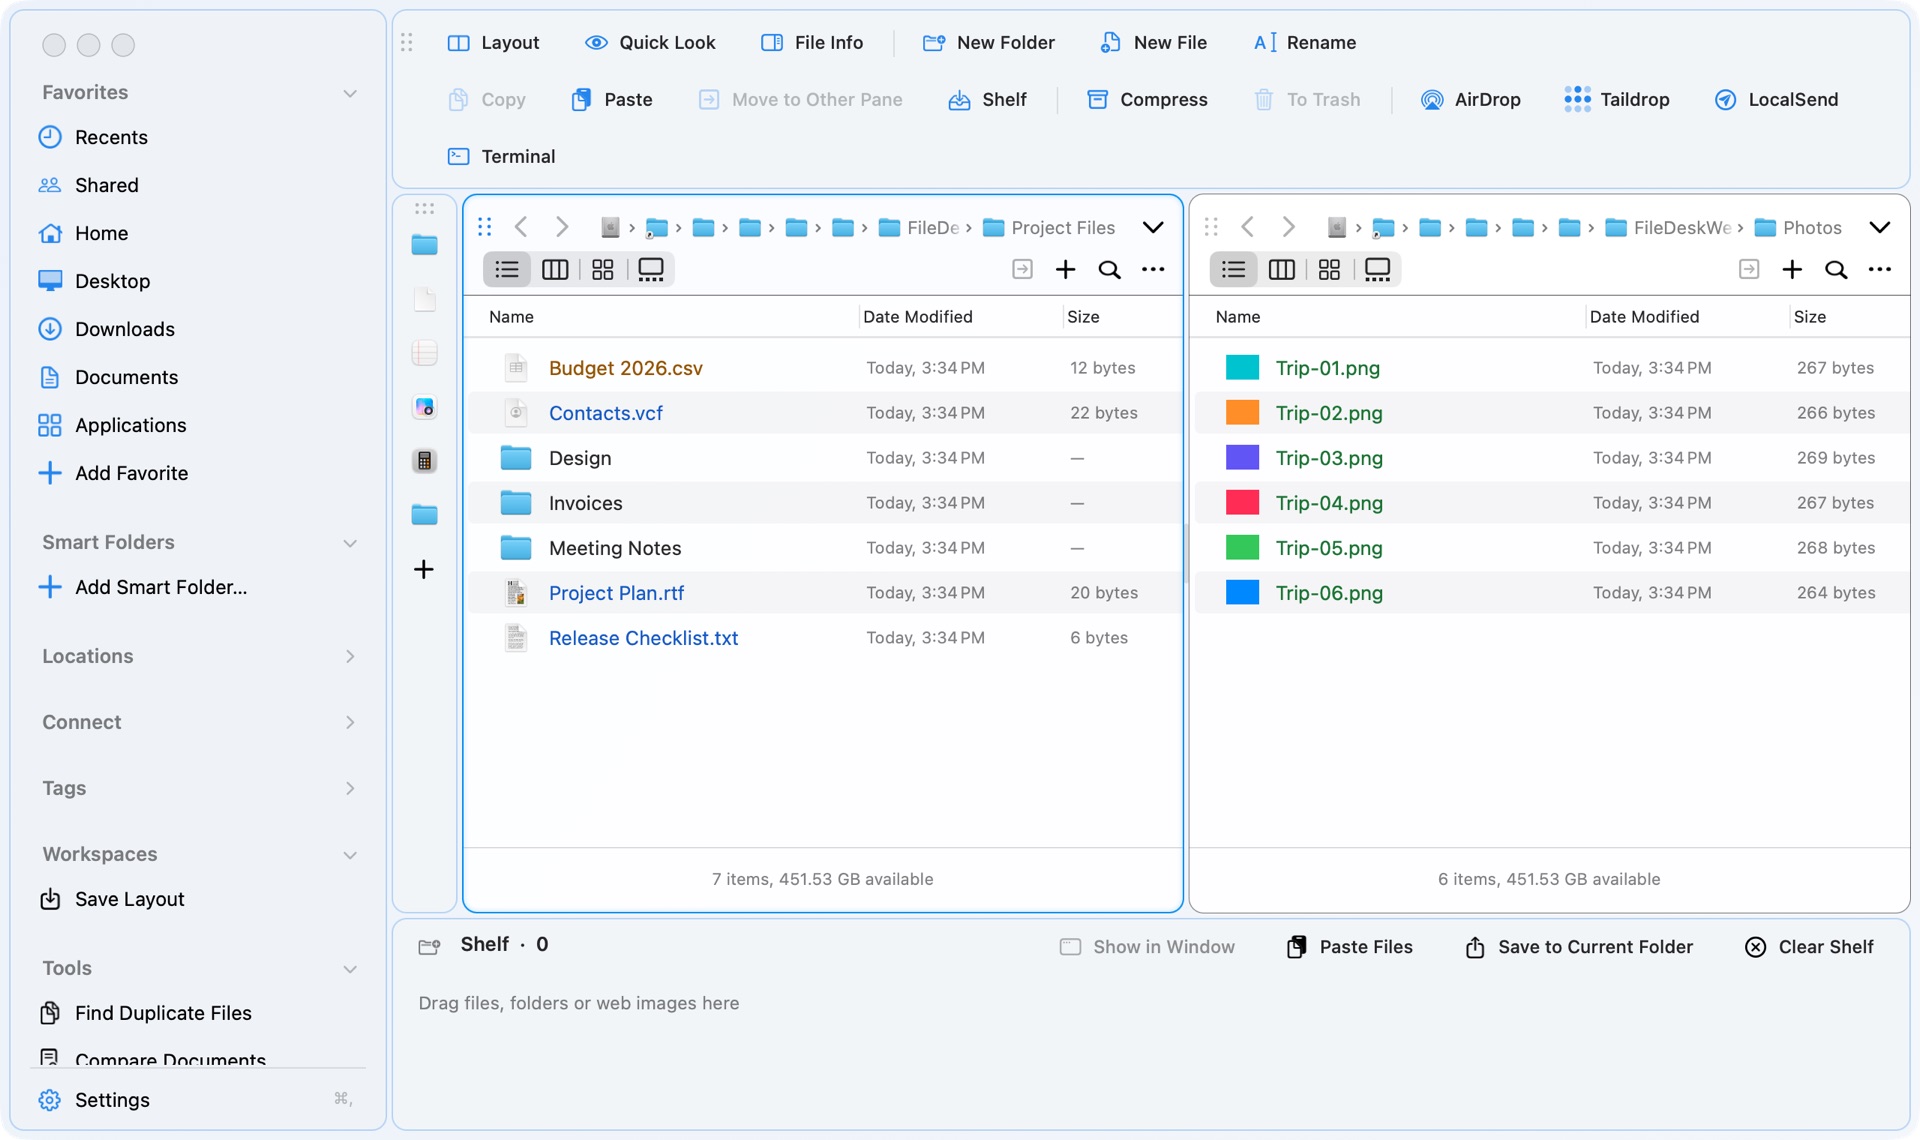 Favorites
Recents
Shared
Home
Desktop
Downloads
Documents
Applications
Add Favorite
Smart Folders
Add Smart Folder...
Locations
Connect
Tags
Workspaces
Save Layout
Tools
Find Duplicate Files
Compare Documents
Settings ⌘,
Layout Quick Look File Info New Folder New File Rename
Copy Paste Move to Other Pane Shelf Compress To Trash AirDrop Taildrop LocalSend
Terminal
FileDe Project Files
Name Date Modified Size
Budget 2026.csv Today, 3:34 PM 12 bytes
Contacts.vcf Today, 3:34 PM 22 bytes
Design Today, 3:34 PM —
Invoices Today, 3:34 PM —
Meeting Notes Today, 3:34 PM —
Project Plan.rtf Today, 3:34 PM 20 bytes
Release Checklist.txt Today, 3:34 PM 6 bytes
7 items, 451.53 GB available
FileDeskWe Photos
Name Date Modified Size
Trip-01.png Today, 3:34 PM 267 bytes
Trip-02.png Today, 3:34 PM 266 bytes
Trip-03.png Today, 3:34 PM 269 bytes
Trip-04.png Today, 3:34 PM 267 bytes
Trip-05.png Today, 3:34 PM 268 bytes
Trip-06.png Today, 3:34 PM 264 bytes
6 items, 451.53 GB available
Shelf · 0 Show in Window Paste Files Save to Current Folder Clear Shelf
Drag files, folders or web images here